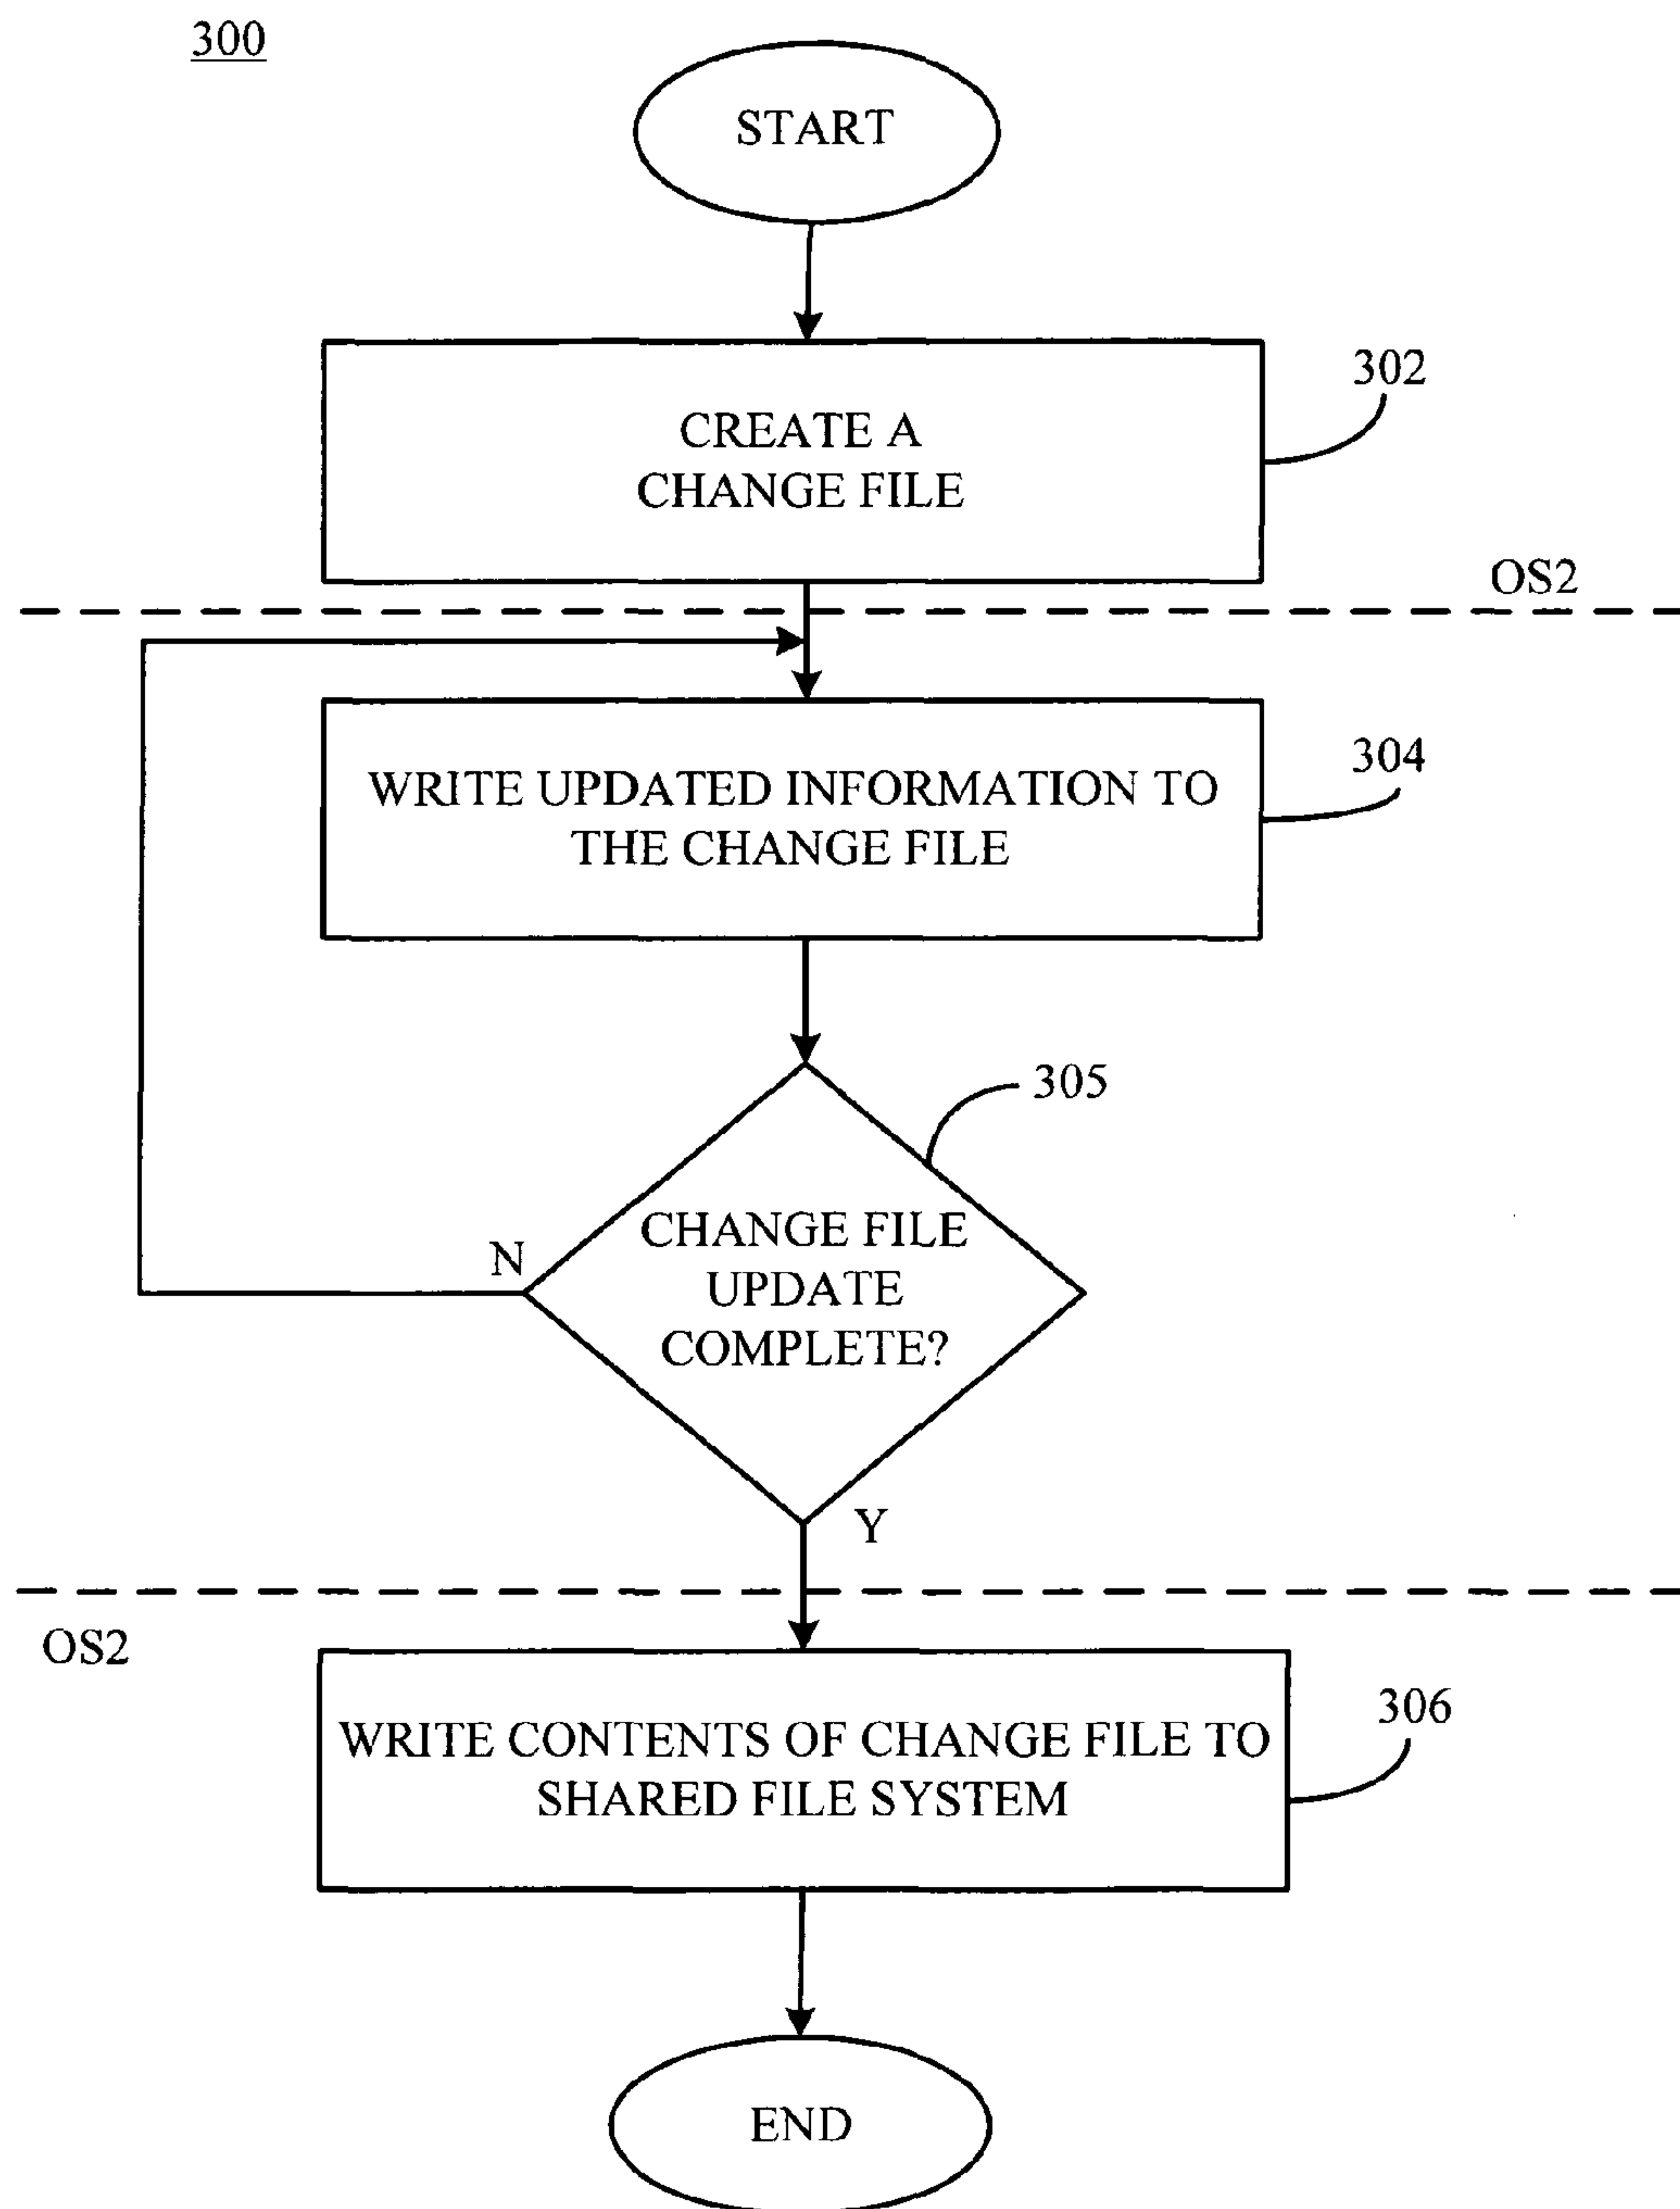 300
START
302
CREATE A
CHANGE FILE
OS2
304
WRITE UPDATED INFORMATION TO
THE CHANGE FILE
305
CHANGE FILE
UPDATE
COMPLETE?
N
Y
OS2
306
WRITE CONTENTS OF CHANGE FILE TO
SHARED FILE SYSTEM
END